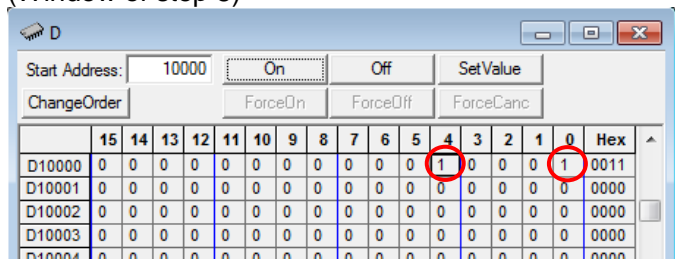 D
Start Address: 10000 On Off SetValue
ChangeOrder ForceOn ForceOff ForceCanc
15 14 13 12 11 10 9 8 7 6 5 4 3 2 1 0 Hex
D10000 0 0 0 0 0 0 0 0 0 0 0 1 0 0 0 1 0011
D10001 0 0 0 0 0 0 0 0 0 0 0 0 0 0 0 0 0000
D10002 0 0 0 0 0 0 0 0 0 0 0 0 0 0 0 0 0000
D10003 0 0 0 0 0 0 0 0 0 0 0 0 0 0 0 0 0000